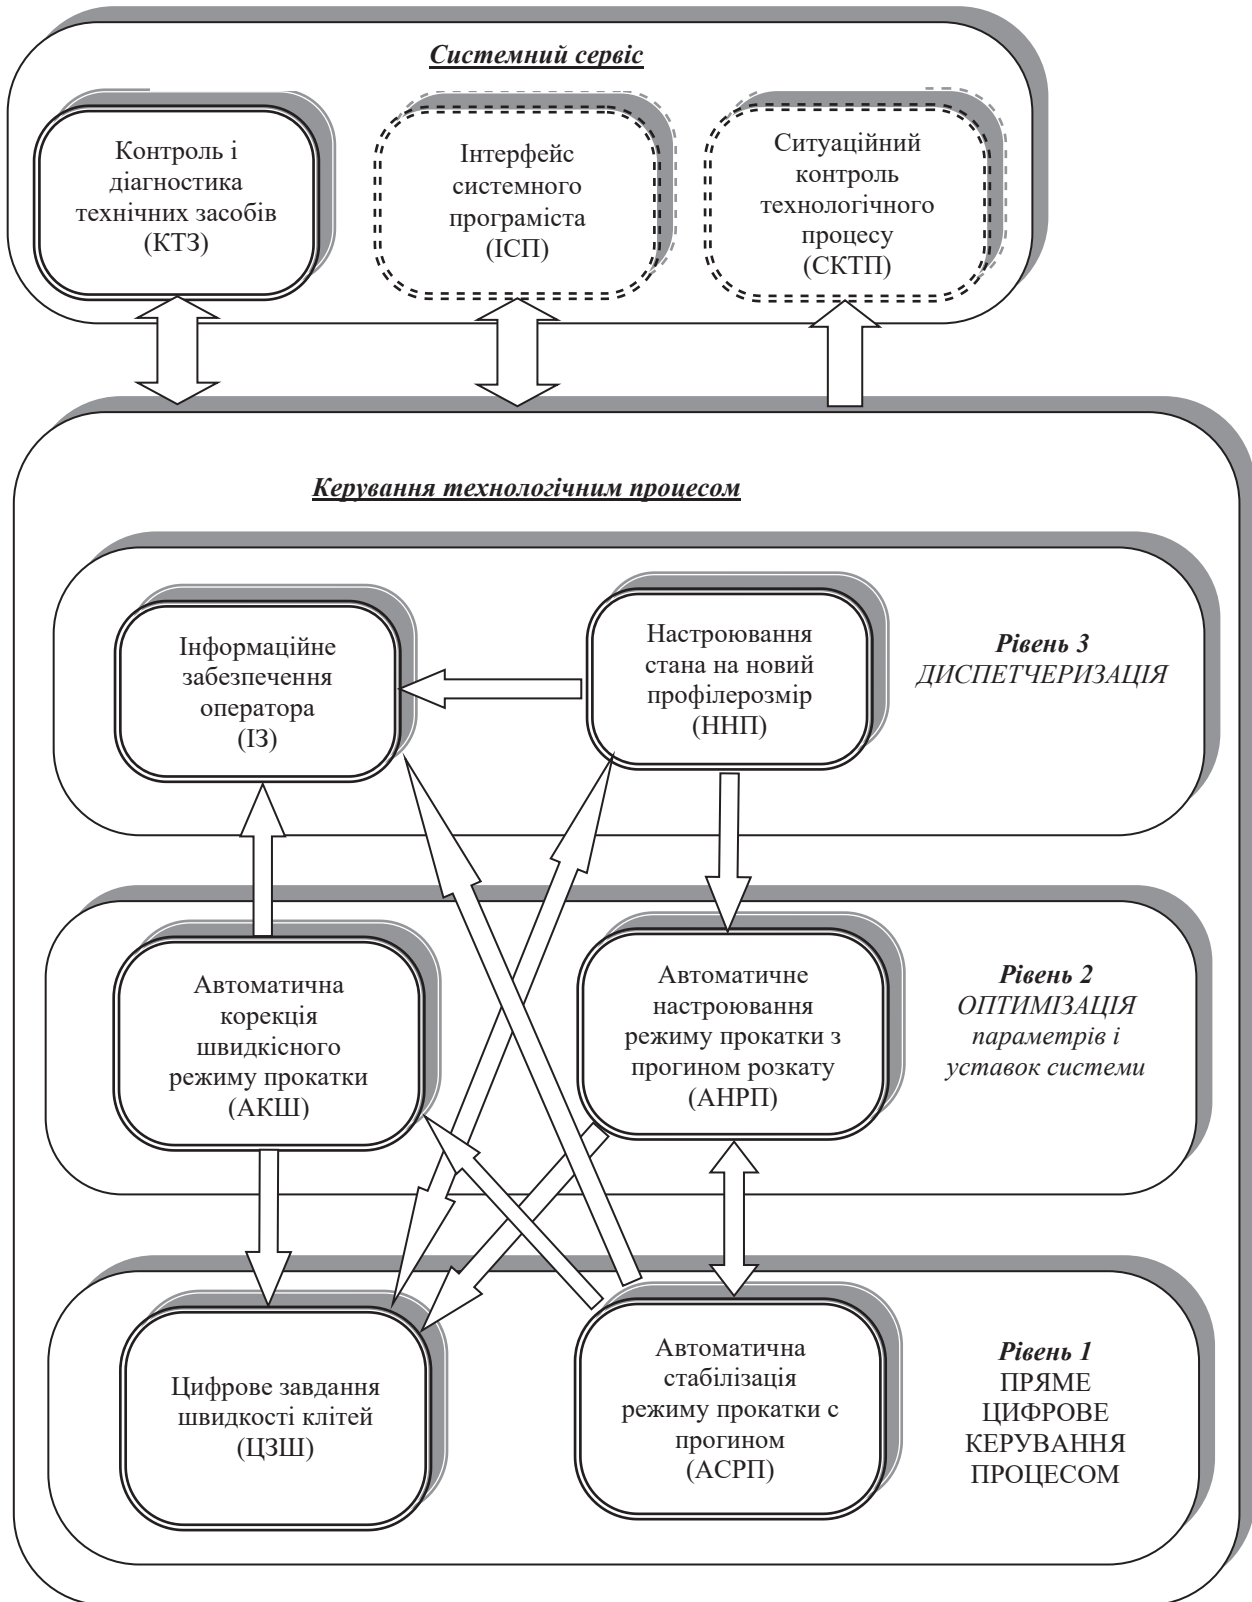 Системний сервіс
Контроль і
діагностика
технічних засобів
(КТЗ)
Інтерфейс
системного
програміста
(ІСП)
Ситуаційний
контроль
технологічного
процесу
(СКТП)
Керування технологічним процесом
Інформаційне
забезпечення
оператора
(ІЗ)
Настроювання
стана на новий
профілерозмір
(ННП)
Рівень 3
ДИСПЕТЧЕРИЗАЦІЯ
Автоматична
корекція
швидкісного
режиму прокатки
(АКШ)
Автоматичне
настроювання
режиму прокатки з
прогином розкату
(АНРП)
Рівень 2
ОПТИМІЗАЦІЯ
параметрів і
уставок системи
Цифрове завдання
швидкості клітей
(ЦЗШ)
Автоматична
стабілізація
режиму прокатки с
прогином
(АСРП)
Рівень 1
ПРЯМЕ
ЦИФРОВЕ
КЕРУВАННЯ
ПРОЦЕСОМ